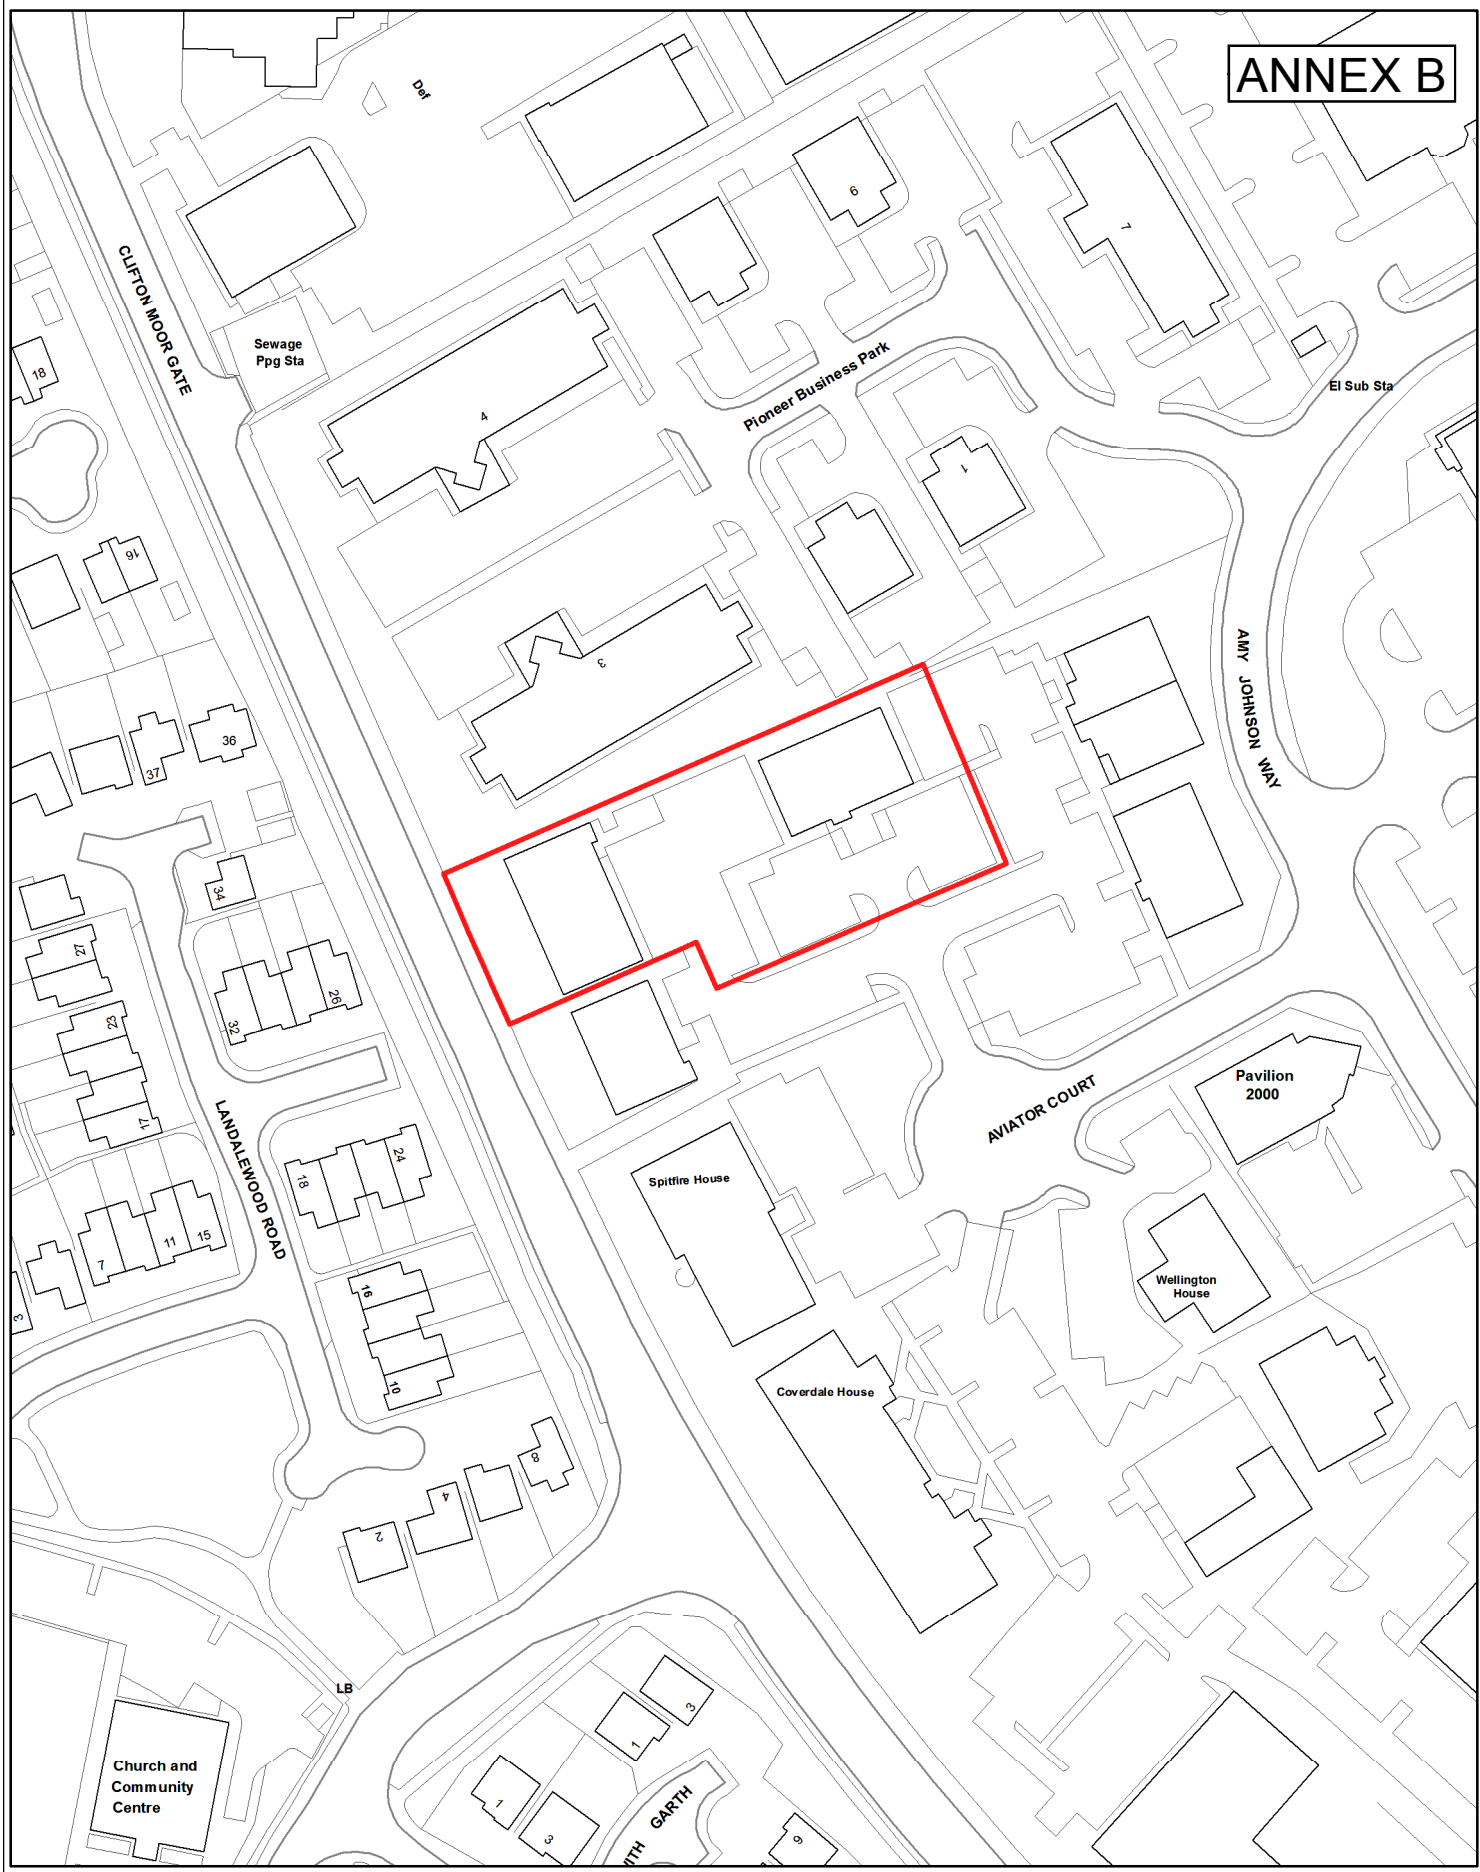 ANNEX B
Def
6
7
CLIFTON MOOR GATE
Sewage
Ppg Sta
18
4
Pioneer Business Park
El Sub Sta
1
16
3
AMY JOHNSON WAY
36
37
34
27
26
32
23
17
LANDALEWOOD ROAD
AVIATOR COURT
Pavilion
2000
24
18
Spitfire House
15
11
7
3
Wellington
House
16
10
Coverdale House
8
4
2
LB
Church and
Community
Centre
3
1
1
3
GARTH
ITH
9